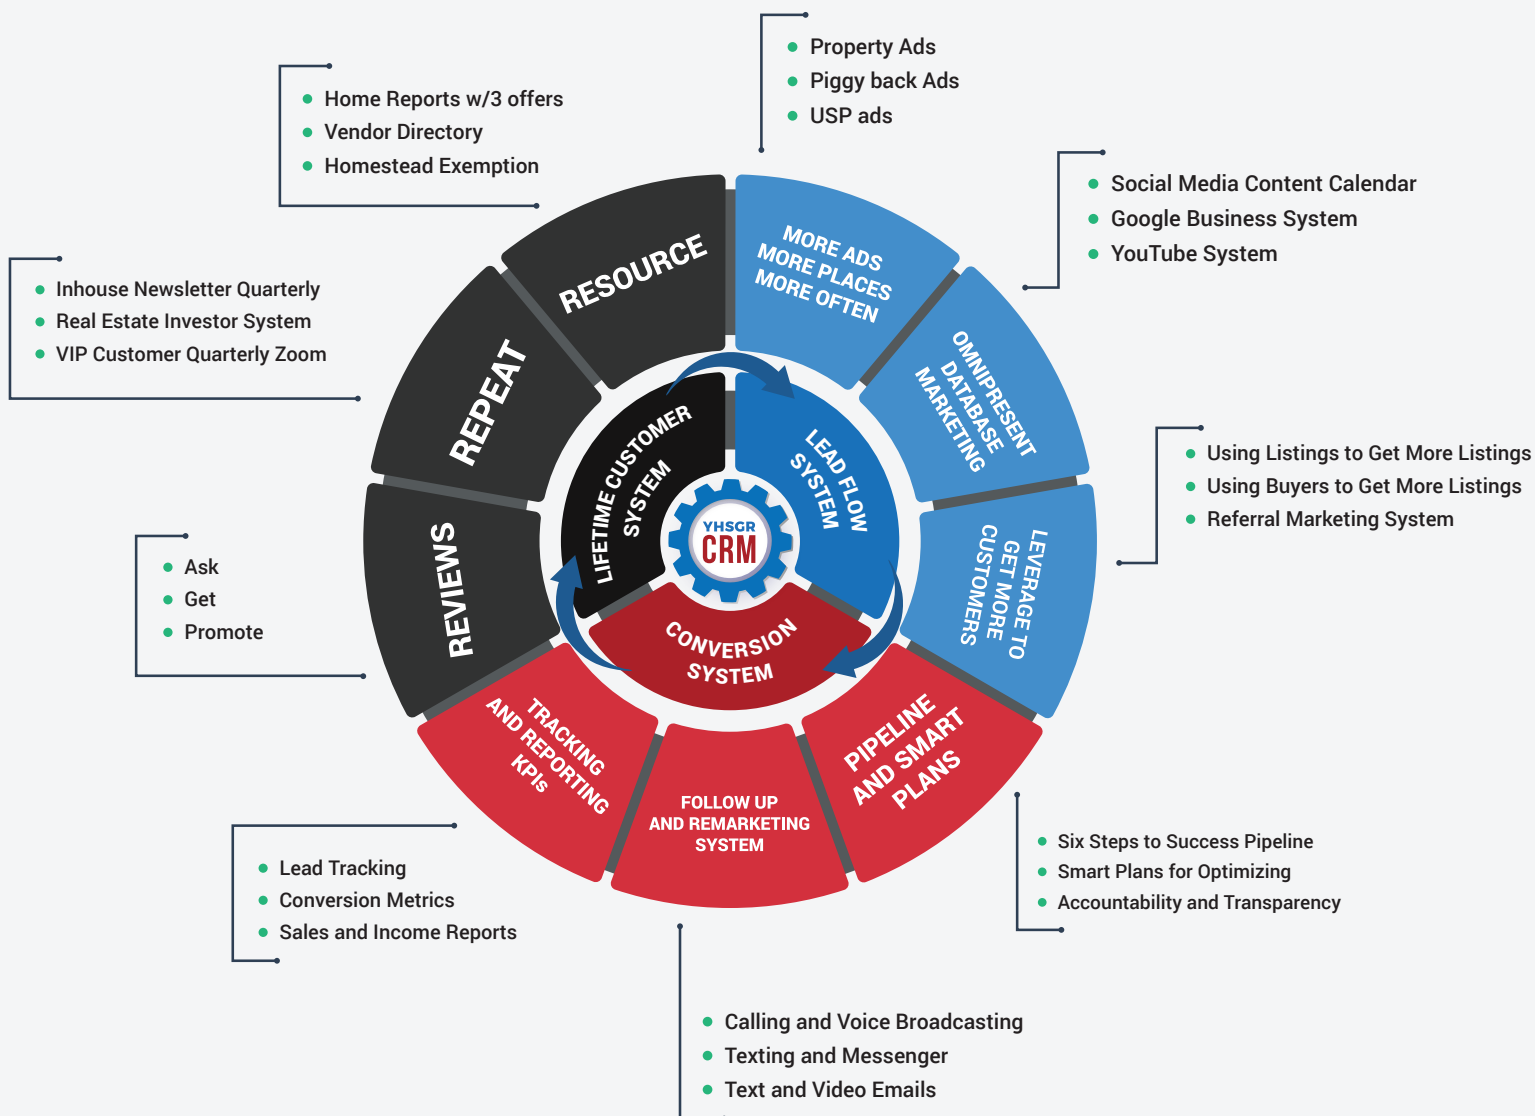 Property Ads
Piggy back Ads
USP ads
Home Reports w/3 offers
Vendor Directory
Homestead Exemption
Social Media Content Calendar
Google Business System
YouTube System
Inhouse Newsletter Quarterly
Real Estate Investor System
VIP Customer Quarterly Zoom
Using Listings to Get More Listings
Using Buyers to Get More Listings
Referral Marketing System
Ask
Get
Promote
RESOURCE
MORE ADS
MORE PLACES
MORE OFTEN
REPEAT
OMNIPRESENT
DATABASE
MARKETING
REVIEWS
LEVERAGE TO
GET MORE
CUSTOMERS
LIFETIME CUSTOMER
SYSTEM
LEAD FLOW
SYSTEM
YHSGR
CRM
CONVERSION
SYSTEM
TRACKING
AND REPORTING
KPIs
FOLLOW UP
AND REMARKETING
SYSTEM
PIPELINE
AND SMART
PLANS
Lead Tracking
Conversion Metrics
Sales and Income Reports
Six Steps to Success Pipeline
Smart Plans for Optimizing
Accountability and Transparency
Calling and Voice Broadcasting
Texting and Messenger
Text and Video Emails